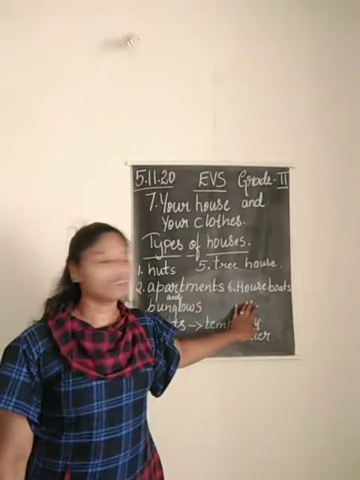 5.11.20 EVS Grade-II
7. Your house and
Your clothes.
Types of houses.
1. huts 5. tree house.
2. apartments 6. House boats
and
bunglows